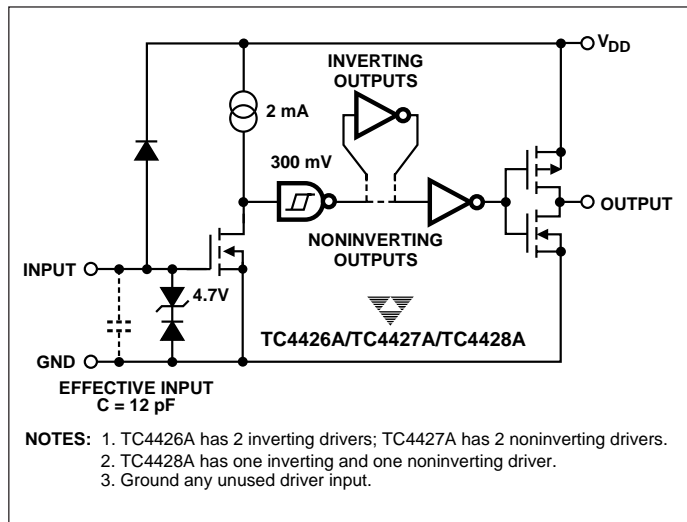 V_DD
INVERTING
OUTPUTS
2 mA
300 mV
OUTPUT
NONINVERTING
OUTPUTS
INPUT
4.7V
TC4426A/TC4427A/TC4428A
GND
EFFECTIVE INPUT
C = 12 pF
NOTES: 1. TC4426A has 2 inverting drivers; TC4427A has 2 noninverting drivers.
2. TC4428A has one inverting and one noninverting driver.
3. Ground any unused driver input.